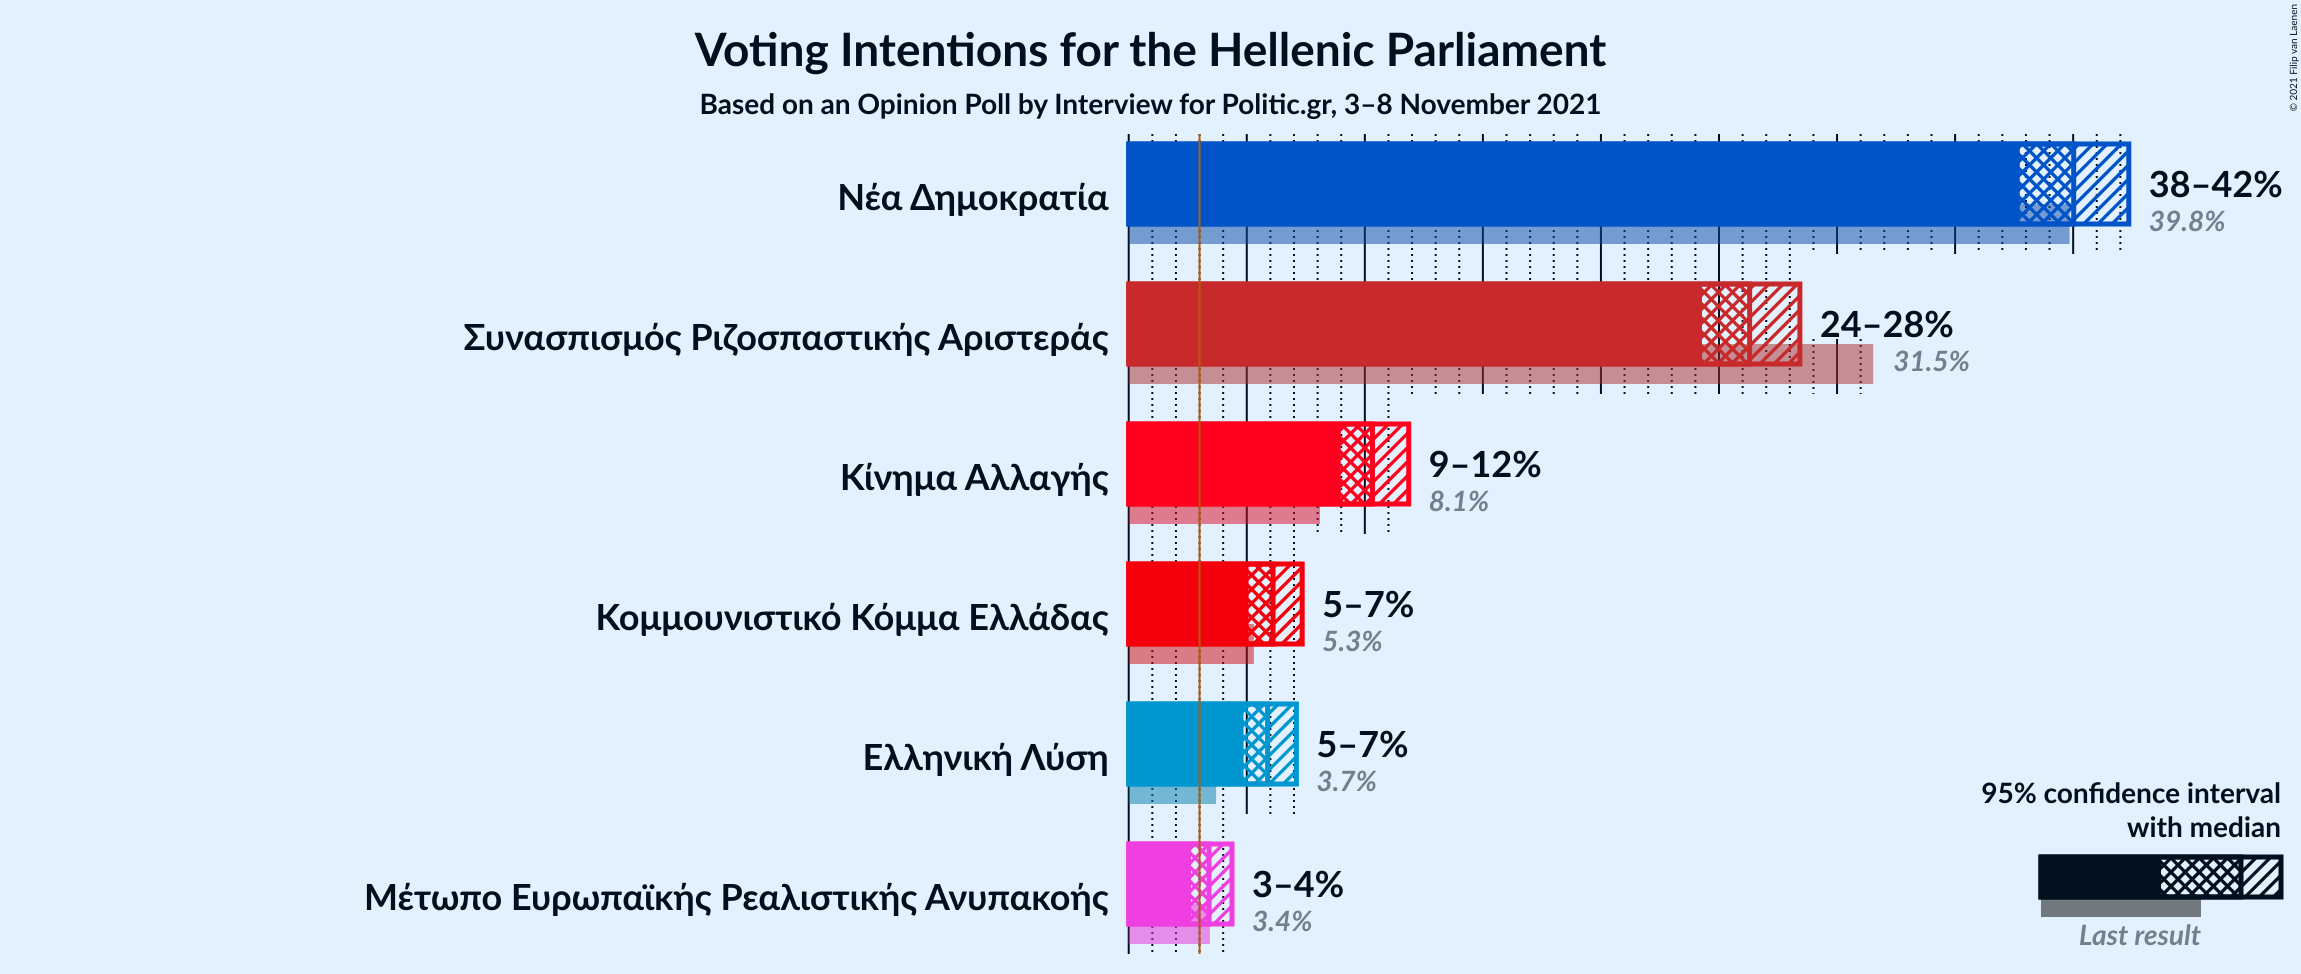 Voting Intentions for the Hellenic Parliament
Based on an Opinion Poll by Interview for Politic.gr, 3–8 November 2021
© 2021 Filip van Laenen
Νέα Δημοκρατία
38–42%
39.8%
Συνασπισμός Ριζοσπαστικής Αριστεράς
24–28%
31.5%
Κίνημα Αλλαγής
9–12%
8.1%
Κομμουνιστικό Κόμμα Ελλάδας
5–7%
5.3%
Ελληνική Λύση
5–7%
3.7%
Μέτωπο Ευρωπαϊκής Ρεαλιστικής Ανυπακοής
3–4%
3.4%
95% confidence interval
with median
Last result